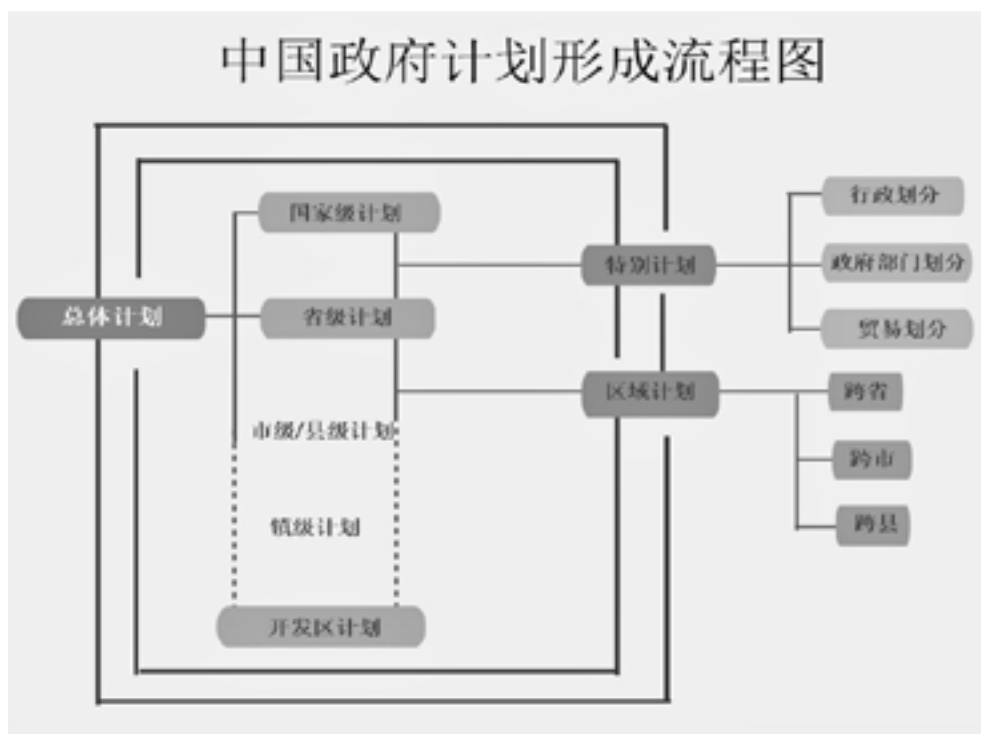 中国政府计划形成流程图
国家级计划
行政划分
特别计划
政府部门划分
总体计划
省级计划
贸易划分
区域计划
跨省
市级/县级计划
跨市
镇级计划
跨县
开发区计划